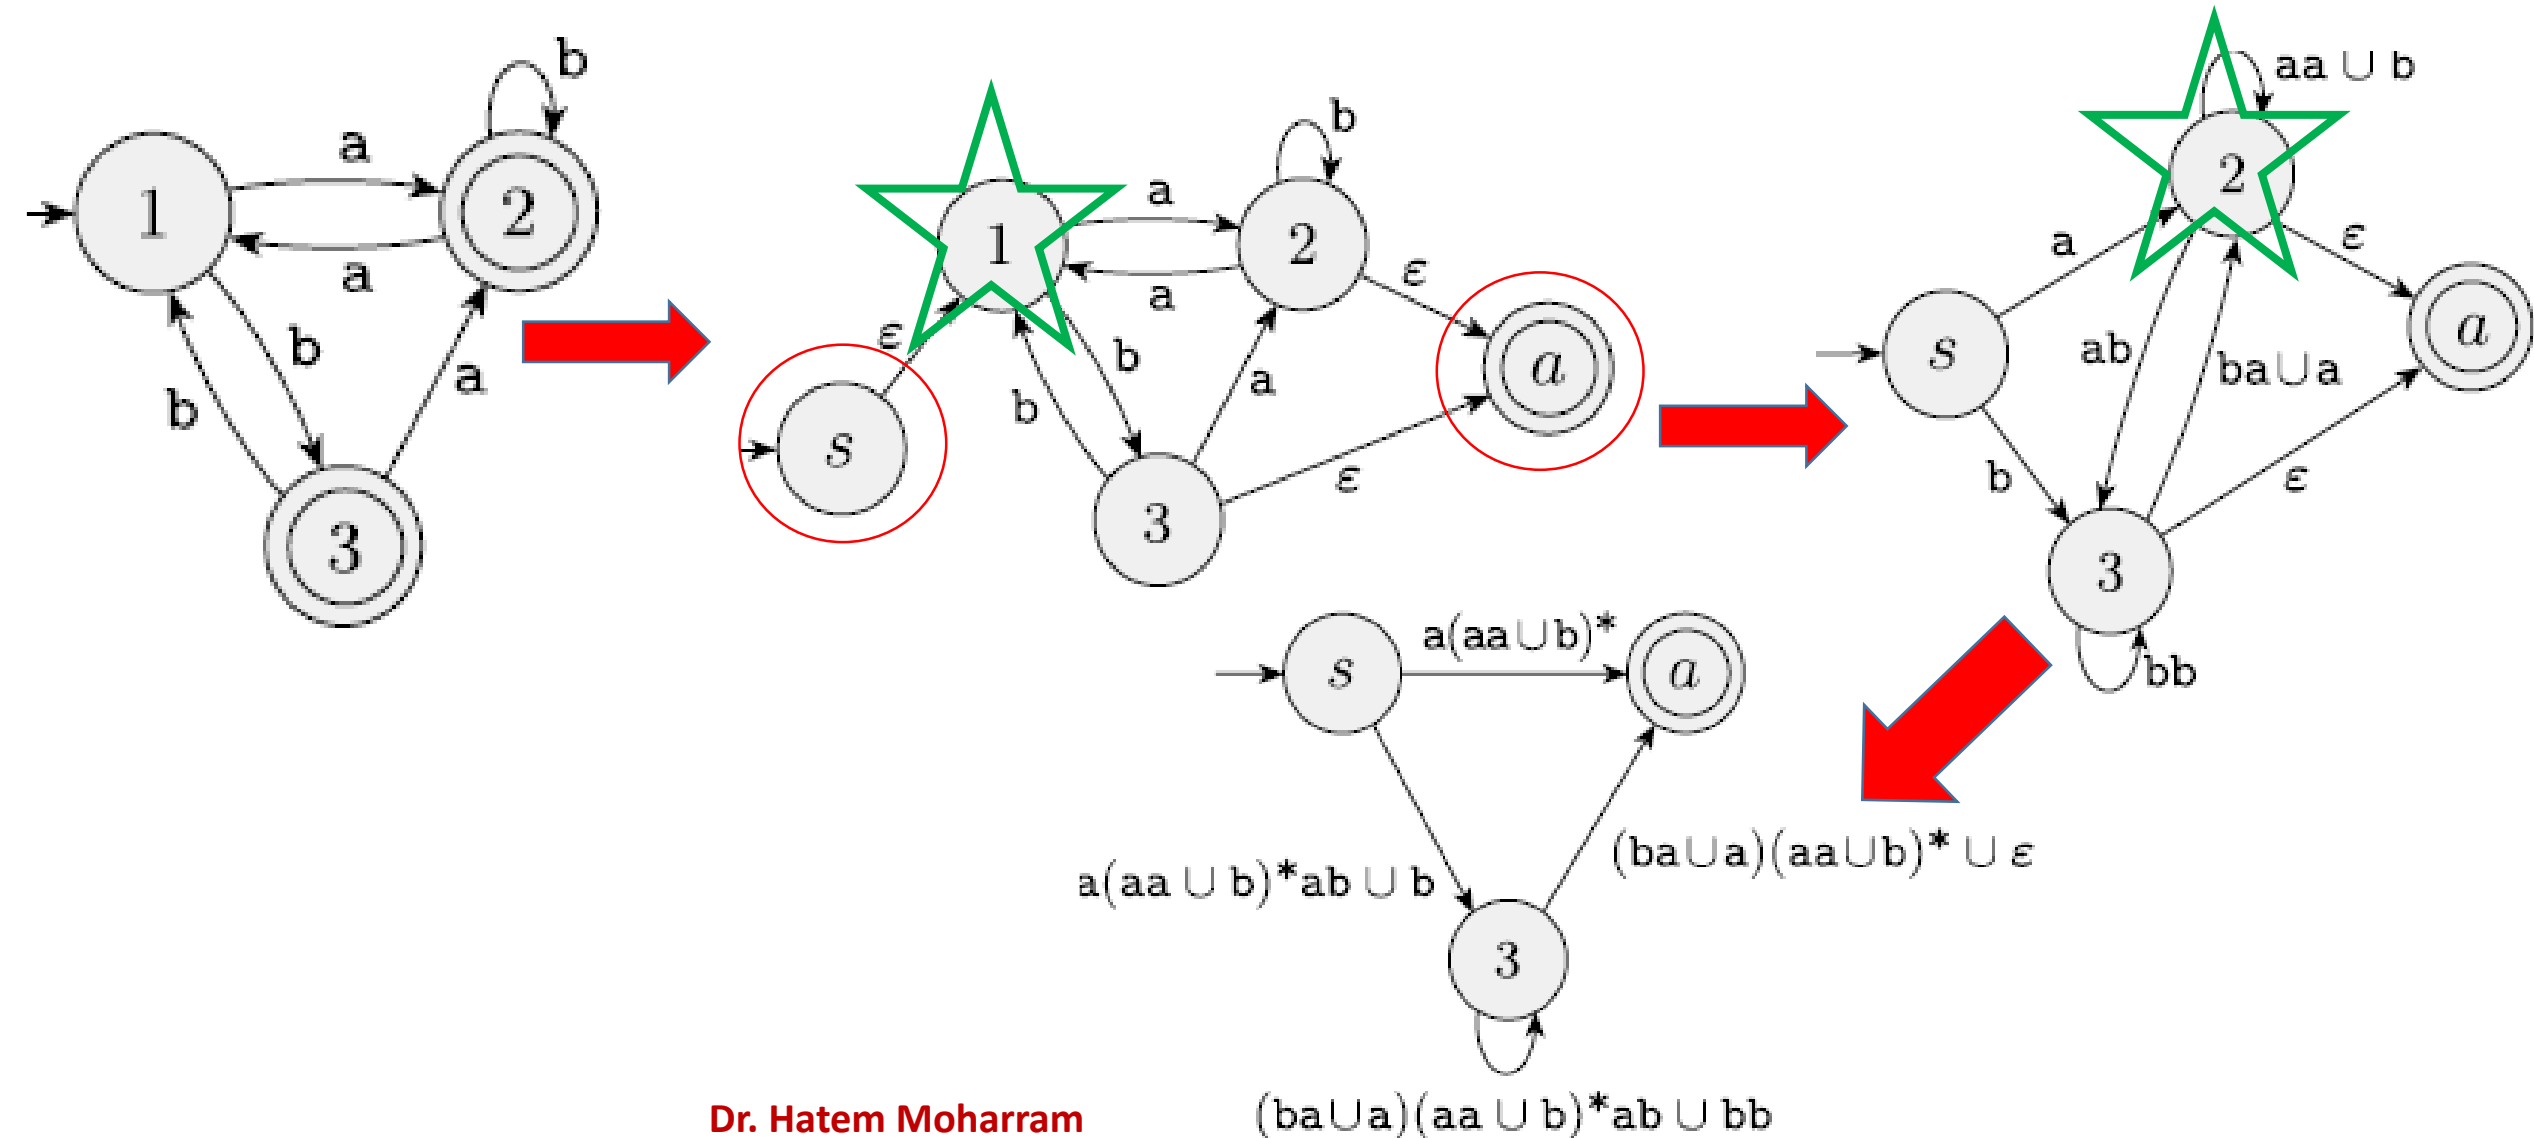 b
a
1
2
a
b
b
a
3
b
a
1
2
a
ε
ε
b
b
a
s
3
ε
a
aa ∪ b
2
a
ε
s
ab
ba∪a
a
b
ε
3
bb
s
a(aa∪b)*
a
a(aa ∪ b)*ab ∪ b
(ba∪a)(aa∪b)* ∪ ε
3
(ba∪a)(aa ∪ b)*ab ∪ bb
Dr. Hatem Moharram